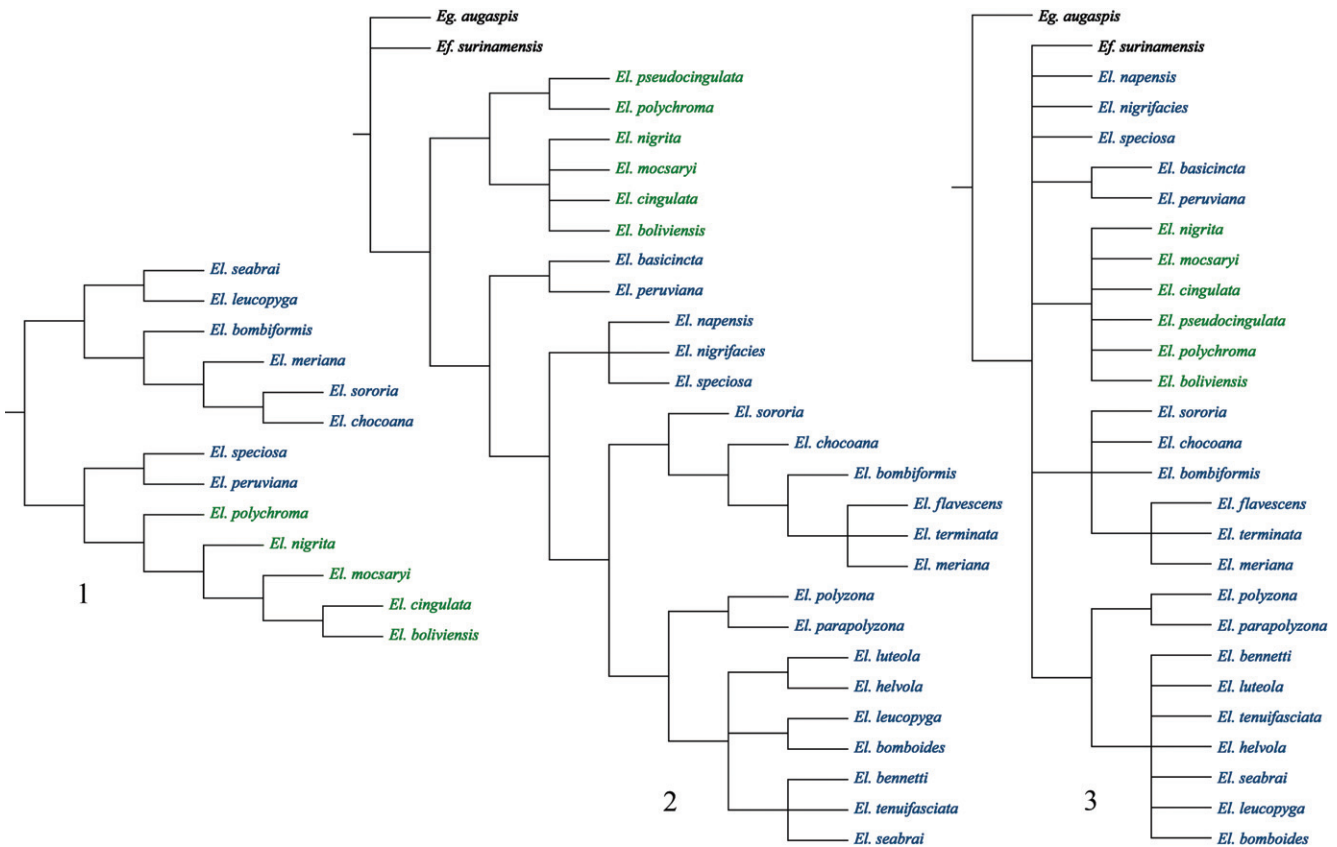 El. seabrai
El. leucopyga
El. bombiformis
El. meriana
El. sororia
El. chocoana
El. speciosa
El. peruviana
El. polychroma
El. nigrita
El. mocsaryi
El. cingulata
El. boliviensis
1
Eg. augaspis
Ef. surinamensis
El. pseudocingulata
El. polychroma
El. nigrita
El. mocsaryi
El. cingulata
El. boliviensis
El. basicincta
El. peruviana
El. napensis
El. nigrifacies
El. speciosa
El. sororia
El. chocoana
El. bombiformis
El. flavescens
El. terminata
El. meriana
El. polyzona
El. parapolyzona
El. luteola
El. helvola
El. leucopyga
El. bomboides
El. bennetti
El. tenuifasciata
El. seabrai
2
Eg. augaspis
Ef. surinamensis
El. napensis
El. nigrifacies
El. speciosa
El. basicincta
El. peruviana
El. nigrita
El. mocsaryi
El. cingulata
El. pseudocingulata
El. polychroma
El. boliviensis
El. sororia
El. chocoana
El. bombiformis
El. flavescens
El. terminata
El. meriana
El. polyzona
El. parapolyzona
El. bennetti
El. luteola
El. tenuifasciata
El. helvola
El. seabrai
El. leucopyga
El. bomboides
3